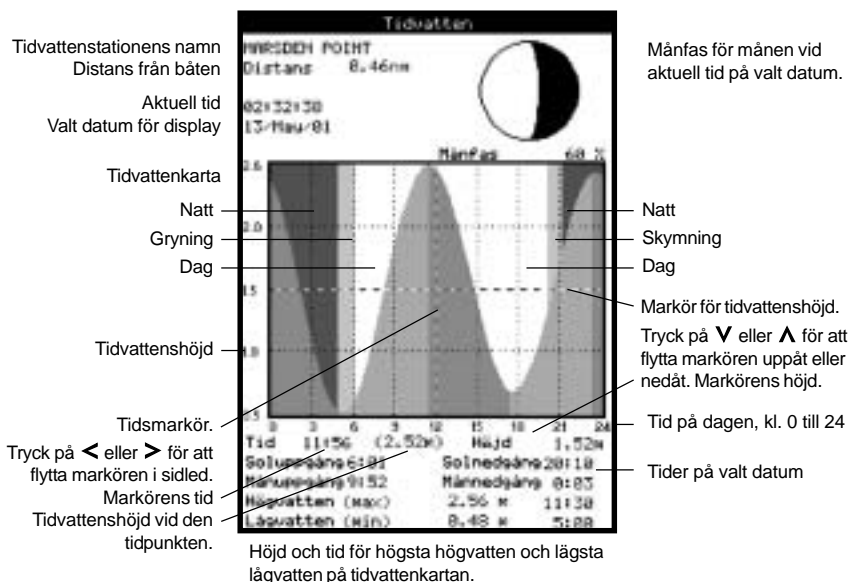 Tidvatten
Tidvattenstationens namn
Distans från båten
MARSDEN POINT
Distans 0.46nm
Månfas för månen vid
aktuell tid på valt datum.
Aktuell tid
Valt datum för display
02:32:38
13/May/01
Månfas 60 %
Tidvattenkarta
2.6
Natt
Gryning
Dag
2.0
Natt
Skymning
Dag
1.5
Markör för tidvattenshöjd.
Tryck på V eller Λ för att
flytta markören uppåt eller
nedåt. Markörens höjd.
Tidvattenshöjd
1.0
0 3 6 9 12 15 18 21 24
Tid på dagen, kl. 0 till 24
Tidsmarkör.
Tryck på < eller > för att
flytta markören i sidled.
Markörens tid
Tidvattenshöjd vid den
tidpunkten.
Tid 11:56 (2.52m) Höjd 1.52m
Soluppgång 6:01 Solnedgång 20:10
Månuppgång 9:52 Månnedgång 0:03
Högvatten (max) 2.56 M 11:30
Lågvatten (min) 0.48 M
Tider på valt datum
Höjd och tid för högsta högvatten och lägsta
lågvatten på tidvattenkartan.